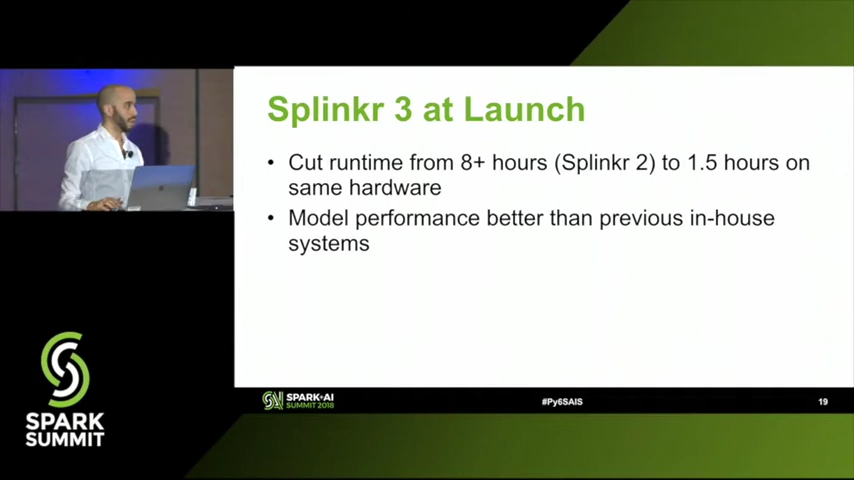 Splinkr 3 at Launch
• Cut runtime from 8+ hours (Splinkr 2) to 1.5 hours on
same hardware
• Model performance better than previous in-house
systems
SPARK+AI
SUMMIT 2018
#Py6SAIS
19
SPARK
SUMMIT